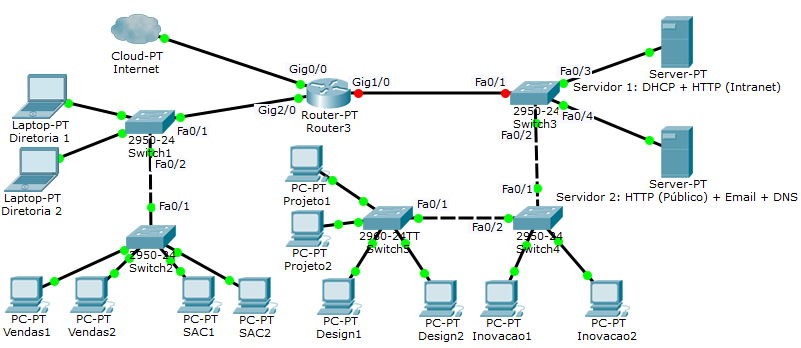 Cloud-PT
Internet
Gig0/0
Gig1/0
Gig2/0
Router-PT
Router3
Fa0/1
Fa0/3
Server-PT
Servidor 1: DHCP + HTTP (Intranet)
Fa0/4
2950-24
Switch3
Fa0/2
Laptop-PT
Diretoria 1
Fa0/1
2950-24
Switch1
Fa0/2
Laptop-PT
Diretoria 2
PC-PT
Projeto1
Fa0/1
Server-PT
Servidor 2: HTTP (Público) + Email + DNS
Fa0/1
Fa0/1
Fa0/2
2960-24TT
Switch5
2950-24
Switch4
PC-PT
Projeto2
2950-24
Switch2
PC-PT
Vendas1
PC-PT
Vendas2
PC-PT
SAC1
PC-PT
SAC2
PC-PT
Design1
PC-PT
Design2
PC-PT
Inovacao1
PC-PT
Inovacao2